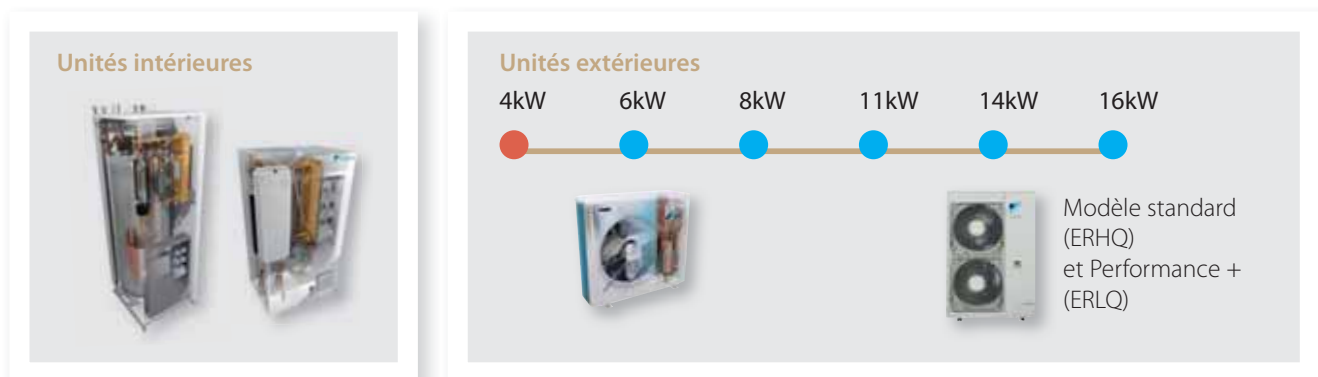 Unités intérieures
Unités extérieures
4kW 6kW 8kW 11kW 14kW 16kW
Modèle standard
(ERHQ)
et Performance +
(ERLQ)